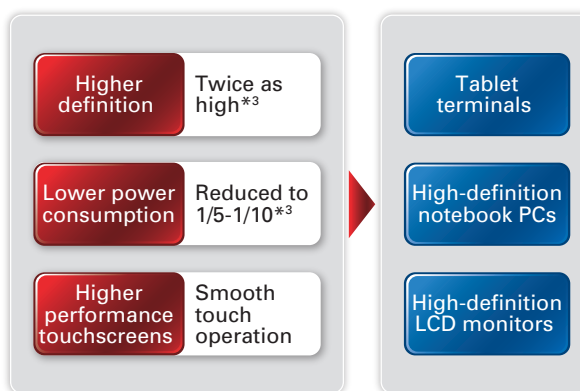 Higher
definition
Twice as
high*3
Lower power
consumption
Reduced to
1/5-1/10*3
Higher
performance
touchscreens
Smooth
touch
operation
Tablet
terminals
High-definition
notebook PCs
High-definition
LCD monitors